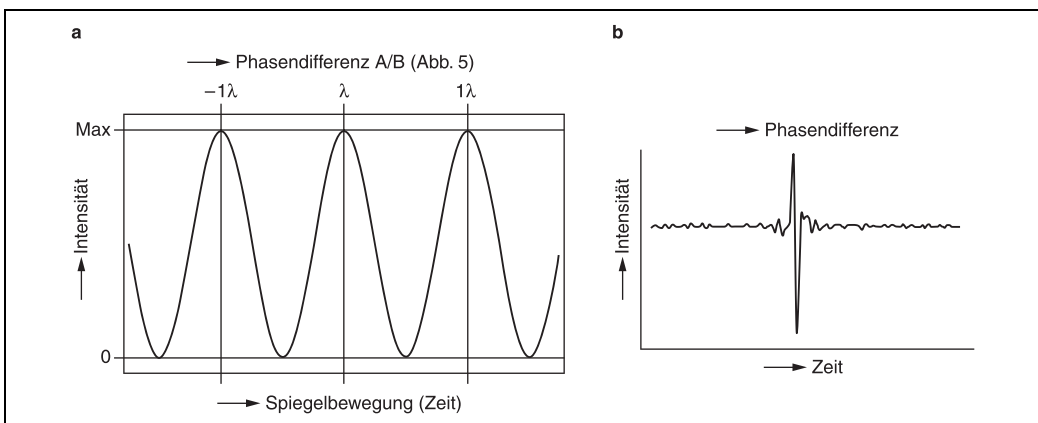 a
Phasendifferenz A/B (Abb. 5)
−1λ λ 1λ
Max
Intensität
0
Spiegelbewegung (Zeit)
b
Phasendifferenz
Intensität
Zeit